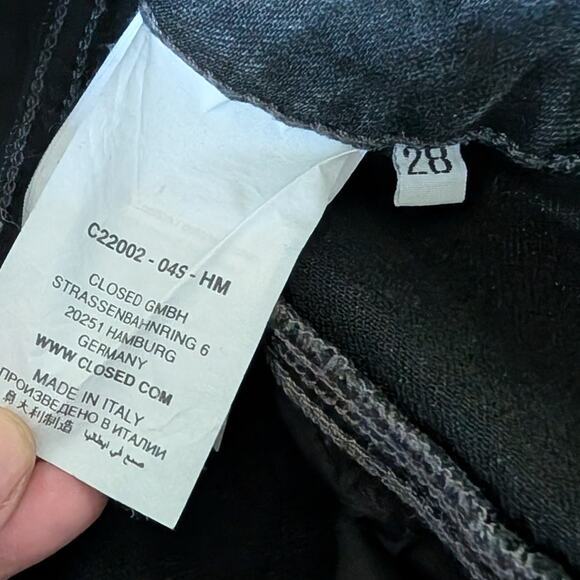 28
C22002 - 04S - HM
CLOSED GMBH
STRASSENBAHNRING 6
20251 HAMBURG
GERMANY
WWW.CLOSED.COM
MADE IN ITALY
ПРОИЗВЕДЕНО В ИТАЛИИ
意大利制造
صنع في ايطاليا